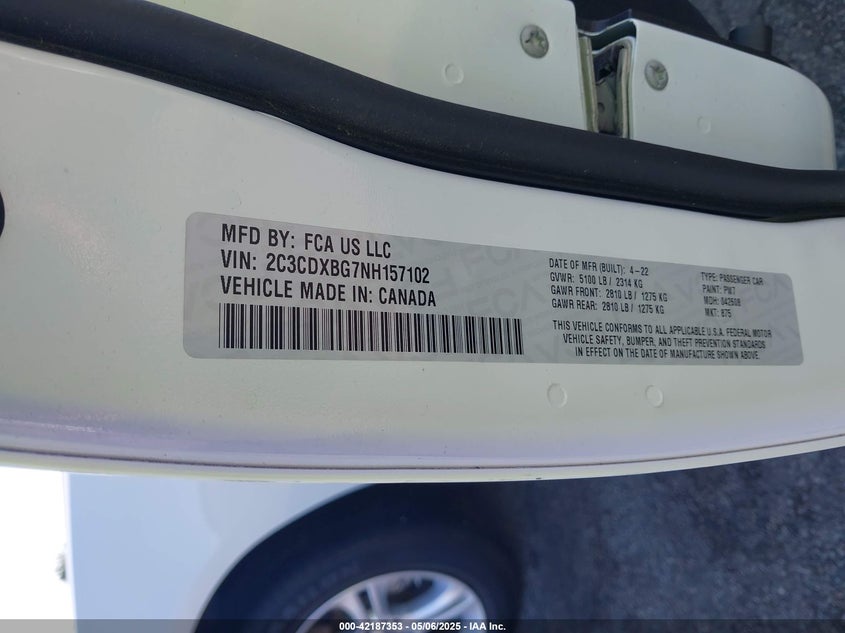 MFD BY: FCA US LLC
VIN: 2C3CDXBG7NH157102
VEHICLE MADE IN: CANADA
DATE OF MFR (BUILT): 4-22
GVWR: 5100 LB / 2314 KG
GAWR FRONT: 2810 LB / 1275 KG
GAWR REAR: 2810 LB / 1275 KG
TYPE: PASSENGER CAR
PAINT: PW7
MDH: 042508
MKT: 875
THIS VEHICLE CONFORMS TO ALL APPLICABLE U.S.A. FEDERAL MOTOR
VEHICLE SAFETY, BUMPER, AND THEFT PREVENTION STANDARDS
IN EFFECT ON THE DATE OF MANUFACTURE SHOWN ABOVE.
000-42187353 - 05/06/2025 - IAA Inc.